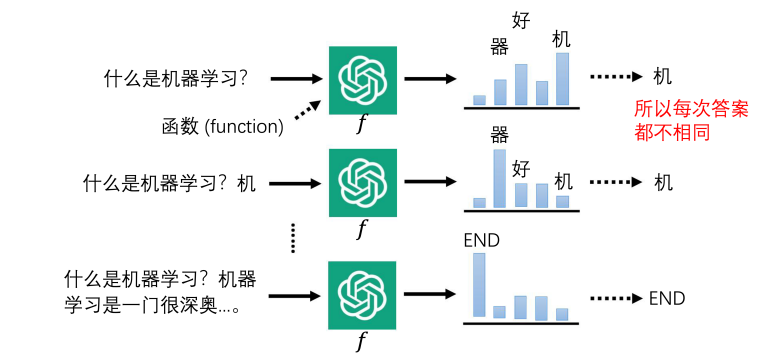 好
器
机
什么是机器学习？
机
函数 (function)
f
所以每次答案
都不相同
器
好
机
什么是机器学习？机
机
f
END
什么是机器学习？机器
学习是一门很深奥...。
END
f